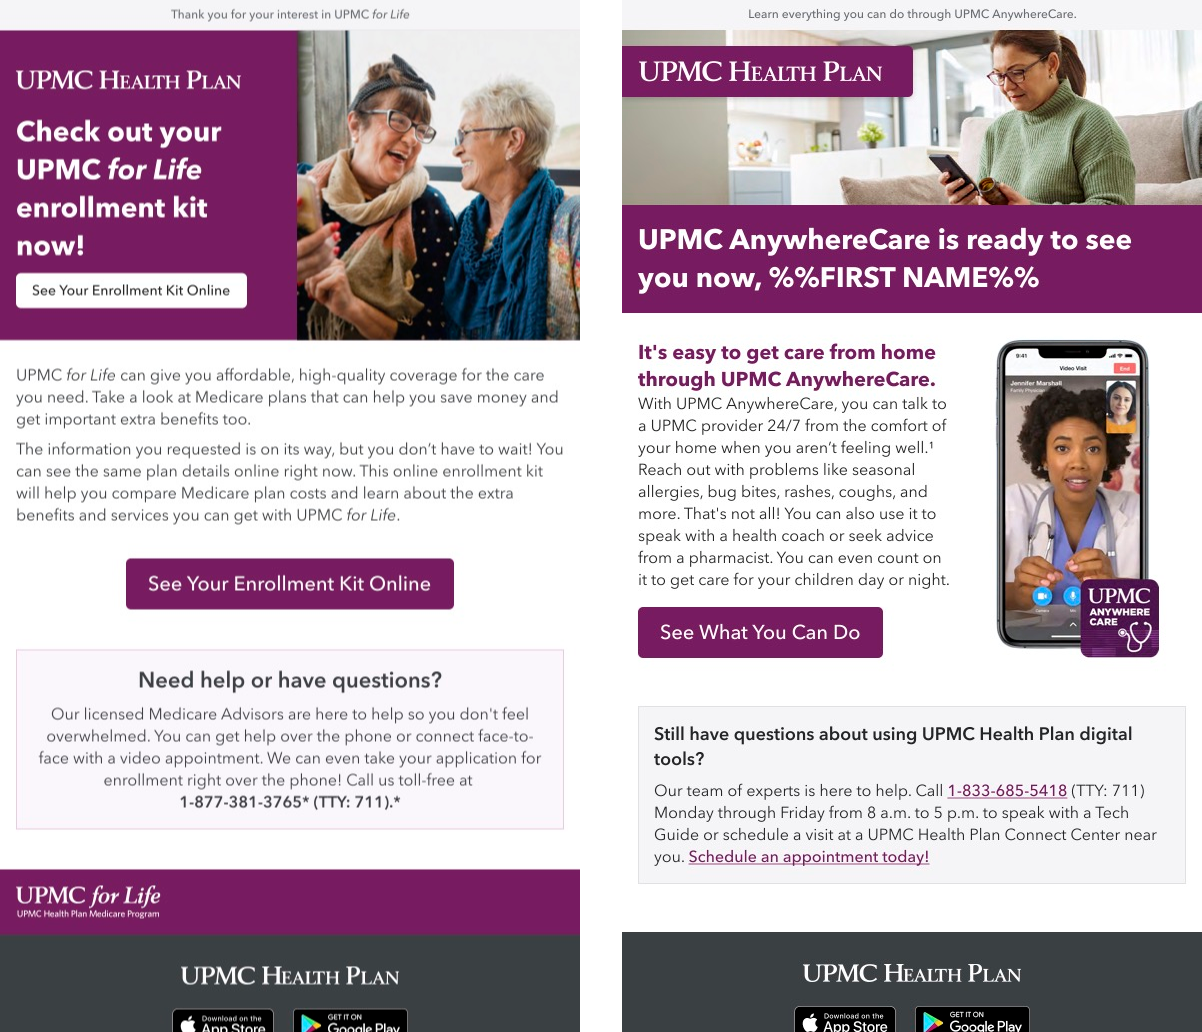 Thank you for your interest in UPMC for Life
UPMC HEALTH PLAN
Check out your
UPMC for Life
enrollment kit
now!
See Your Enrollment Kit Online
UPMC for Life can give you affordable, high-quality coverage for the care
you need. Take a look at Medicare plans that can help you save money and
get important extra benefits too.
The information you requested is on its way, but you don’t have to wait! You
can see the same plan details online right now. This online enrollment kit
will help you compare Medicare plan costs and learn about the extra
benefits and services you can get with UPMC for Life.
See Your Enrollment Kit Online
Need help or have questions?
Our licensed Medicare Advisors are here to help so you don't feel
overwhelmed. You can get help over the phone or connect face-to-
face with a video appointment. We can even take your application for
enrollment right over the phone! Call us toll-free at
1-877-381-3765* (TTY: 711).*
UPMC for Life
UPMC Health Plan Medicare Program
UPMC HEALTH PLAN
Download on the
App Store
GET IT ON
Google Play
Learn everything you can do through UPMC AnywhereCare.
UPMC HEALTH PLAN
UPMC AnywhereCare is ready to see
you now, %%FIRST NAME%%
It's easy to get care from home
through UPMC AnywhereCare.
With UPMC AnywhereCare, you can talk to
a UPMC provider 24/7 from the comfort of
your home when you aren’t feeling well.¹
Reach out with problems like seasonal
allergies, bug bites, rashes, coughs, and
more. That's not all! You can also use it to
speak with a health coach or seek advice
from a pharmacist. You can even count on
it to get care for your children day or night.
See What You Can Do
9:41
Video Visit
End
Jennifer Marshall
Family Physician
UPMC
ANYWHERE
CARE
Still have questions about using UPMC Health Plan digital
tools?
Our team of experts is here to help. Call 1-833-685-5418 (TTY: 711)
Monday through Friday from 8 a.m. to 5 p.m. to speak with a Tech
Guide or schedule a visit at a UPMC Health Plan Connect Center near
you. Schedule an appointment today!
UPMC HEALTH PLAN
Download on the
App Store
GET IT ON
Google Play